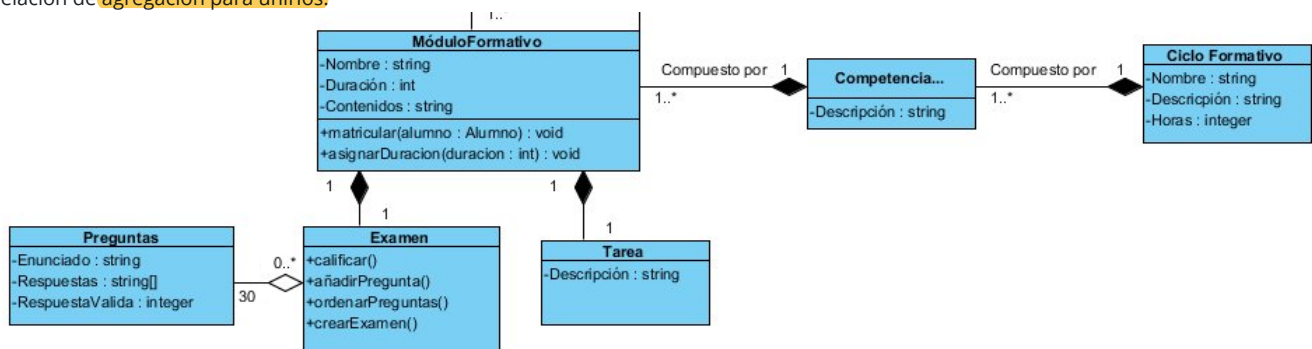 elación de agregación para unirlos.
1..*
MóduloFormativo
-Nombre : string
-Duración : int
-Contenidos : string
+matricular(alumno : Alumno) : void
+asignarDuracion(duracion : int) : void
Compuesto por 1
1..*
Competencia...
-Descripción : string
Compuesto por 1
1..*
Ciclo Formativo
-Nombre : string
-Descricpión : string
-Horas : integer
1
1
1
1
Preguntas
-Enunciado : string
-Respuestas : string[]
-RespuestaValida : integer
0..*
30
Examen
+calificar()
+añadirPregunta()
+ordenarPreguntas()
+crearExamen()
Tarea
-Descripción : string